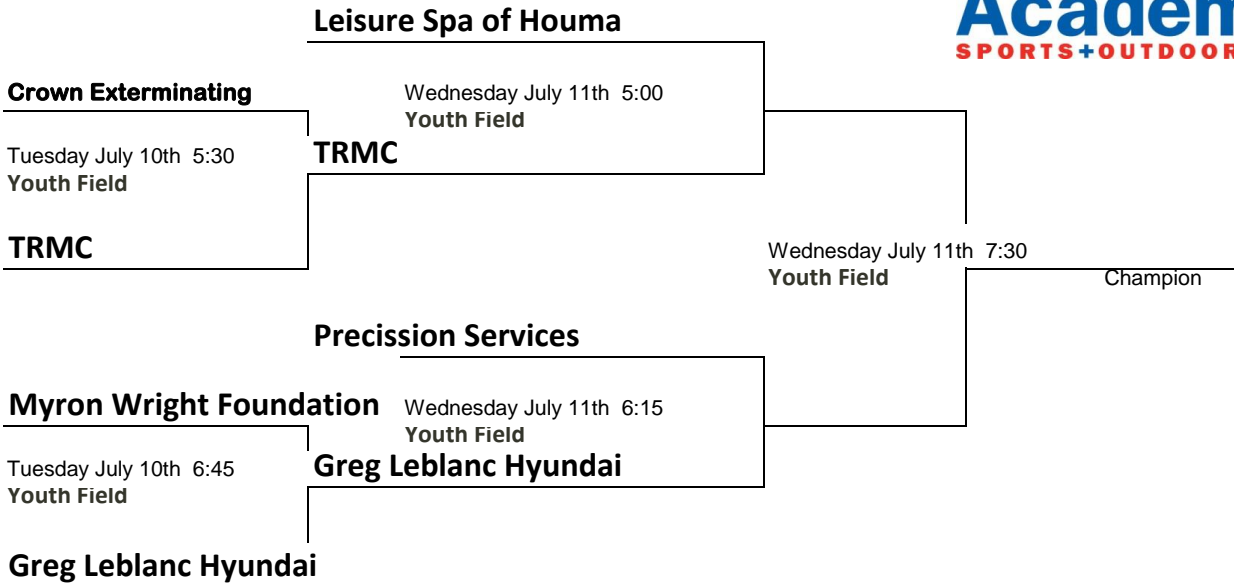 Leisure Spa of Houma
Academ
SPORTS+OUTDOOR
Crown Exterminating
Wednesday July 11th 5:00
Youth Field
Tuesday July 10th 5:30
Youth Field
TRMC
TRMC
Wednesday July 11th 7:30
Youth Field
Champion
Precission Services
Myron Wright Foundation
Wednesday July 11th 6:15
Youth Field
Tuesday July 10th 6:45
Youth Field
Greg Leblanc Hyundai
Greg Leblanc Hyundai